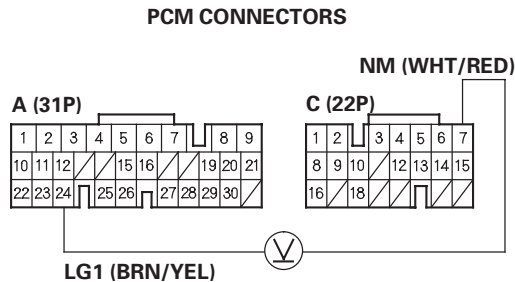 PCM CONNECTORS
NM (WHT/RED)
A (31P)
C (22P)
1 2 3 4 5 6 7 8 9
1 2 3 4 5 6 7
10 11 12 15 16 19 20 21
8 9 10 12 13 14 15
22 23 24 25 26 27 28 29 30
16 18
V
LG1 (BRN/YEL)